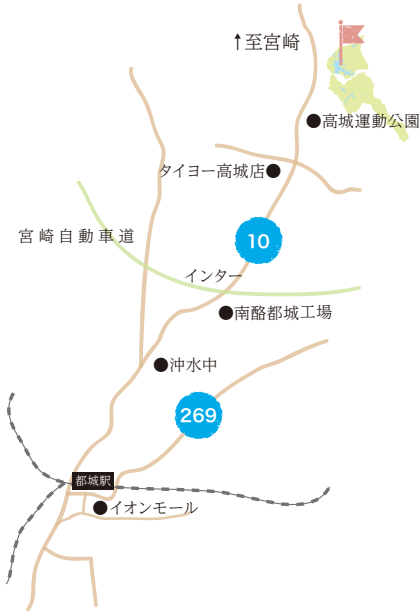 ↑至宮崎
高城運動公園
タイヨー高城店
宮崎自動車道
10
インター
南酪都城工場
沖水中
269
都城駅
イオンモール